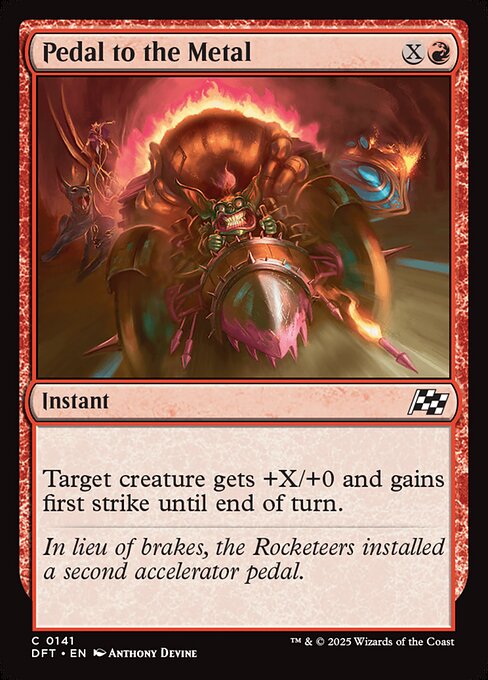 Pedal to the Metal X
Instant
Target creature gets +X/+0 and gains
first strike until end of turn.
In lieu of brakes, the Rocketeers installed
a second accelerator pedal.
C 0141
DFT • EN Anthony Devine
™ & © 2025 Wizards of the Coast